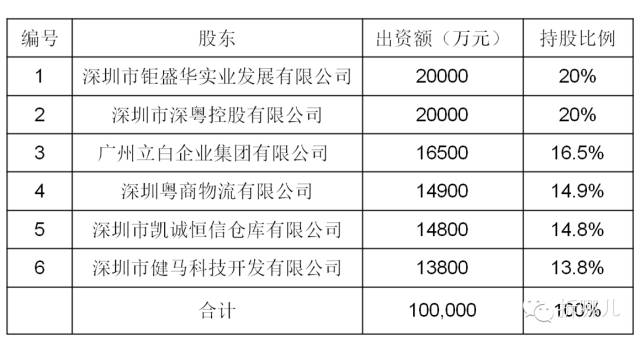 编号 股东 出资额（万元） 持股比例
1 深圳市钜盛华实业发展有限公司 20000 20%
2 深圳市深粤控股有限公司 20000 20%
3 广州立白企业集团有限公司 16500 16.5%
4 深圳粤商物流有限公司 14900 14.9%
5 深圳市凯诚恒信仓库有限公司 14800 14.8%
6 深圳市健马科技开发有限公司 13800 13.8%
合计 100,000 100%